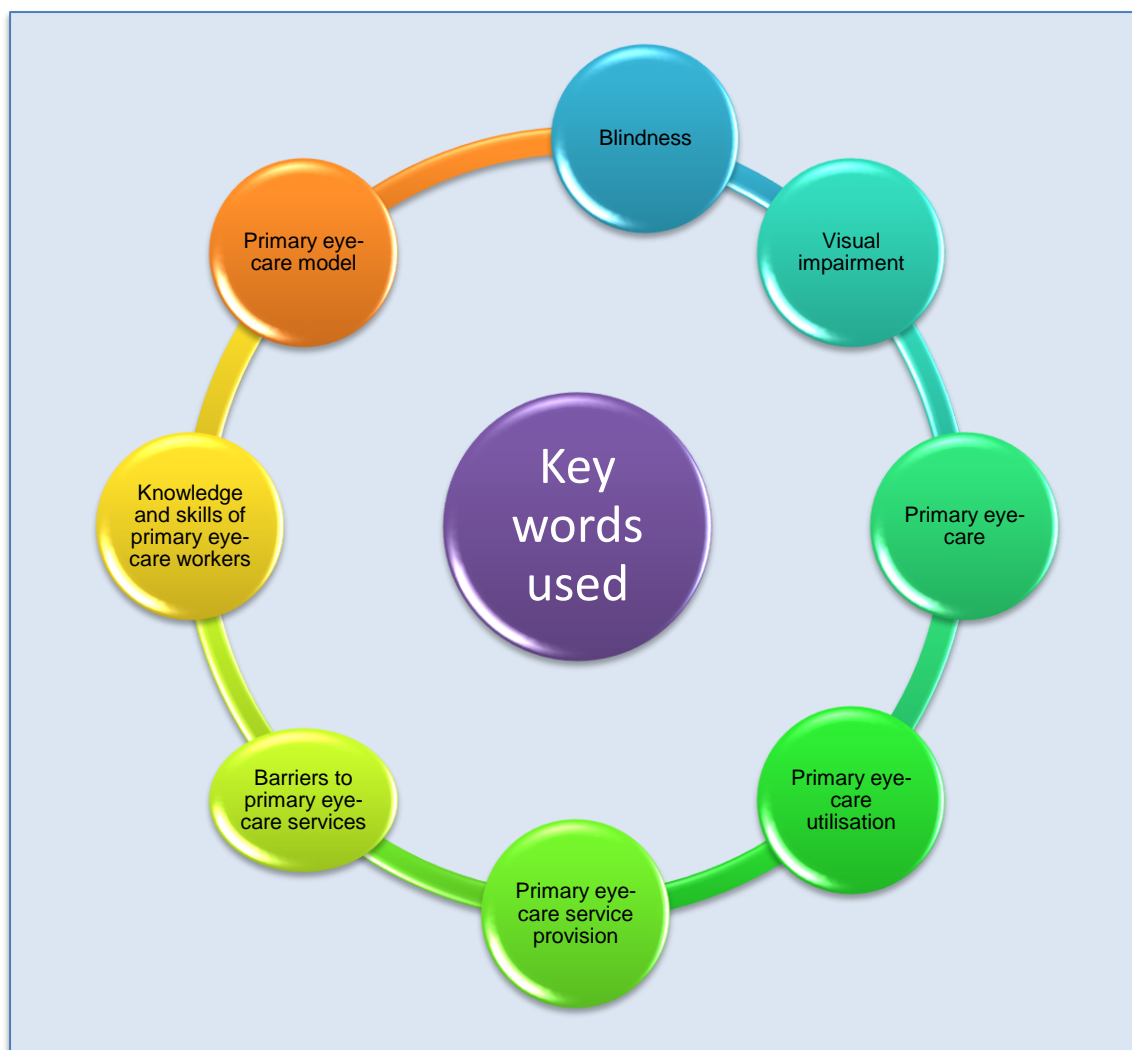 Blindness
Visual
impairment
Primary eye-
care
Primary eye-
care
utilisation
Primary eye-
care service
provision
Barriers to
primary eye-
care services
Knowledge
and skills of
primary eye-
care workers
Primary eye-
care model
Key
words
used